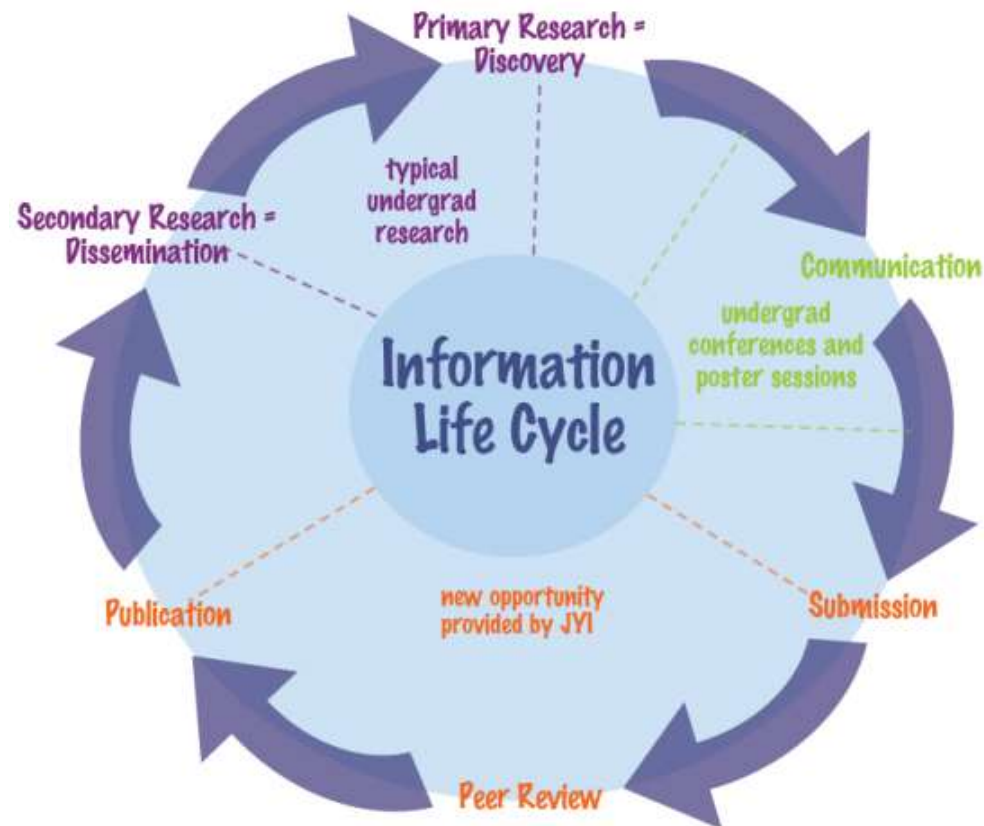 Primary Research =
Discovery
typical
undergrad
research
Secondary Research =
Dissemination
Communication
undergrad
conferences and
poster sessions
Information
Life Cycle
Publication
new opportunity
provided by JYI
Submission
Peer Review